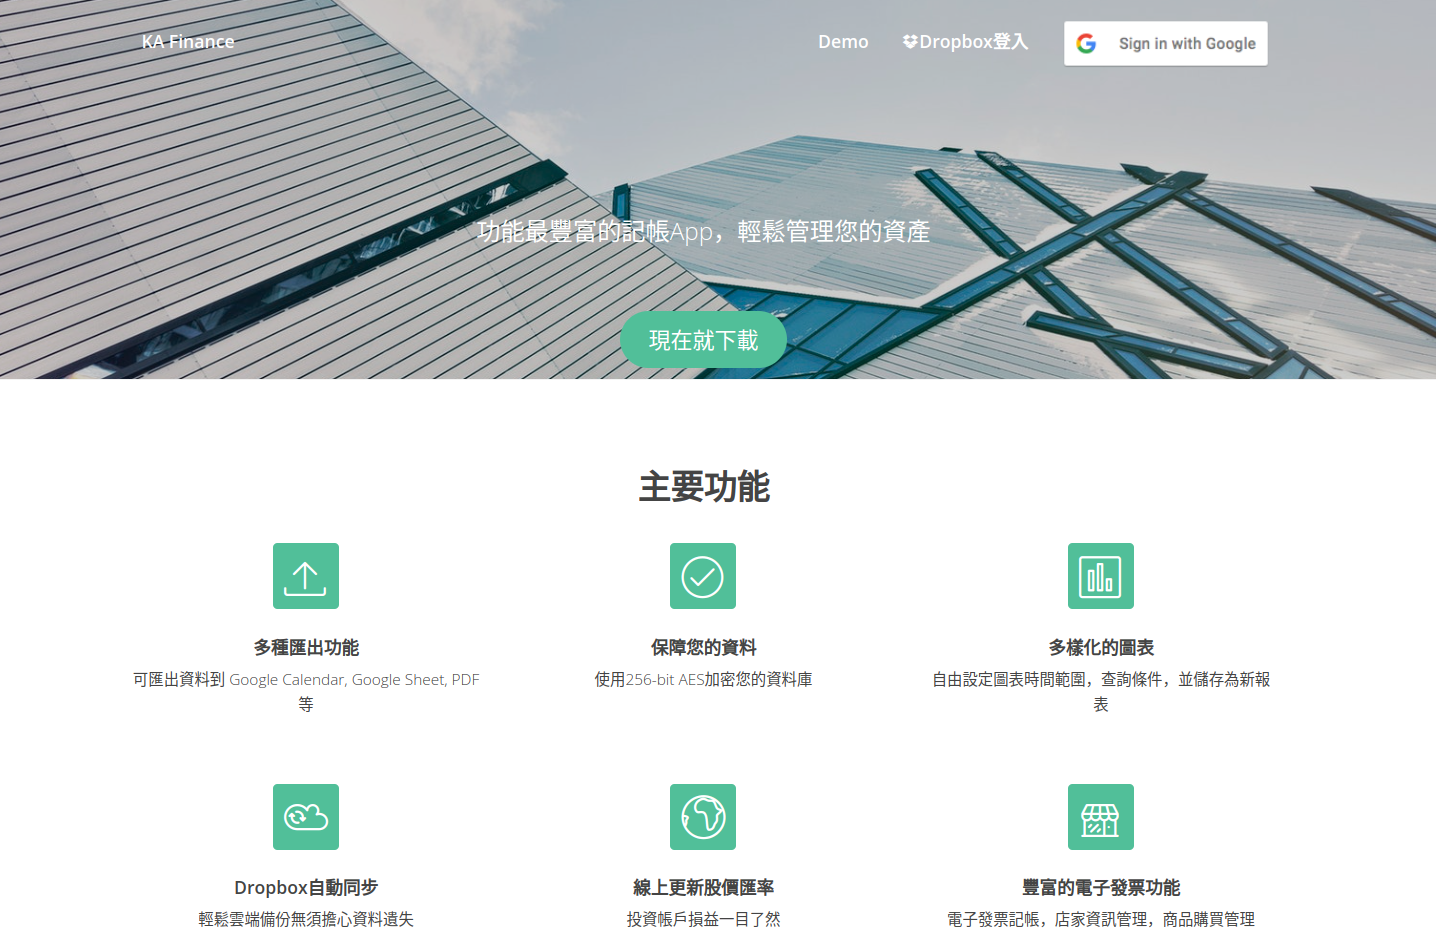 KA Finance
Demo
Dropbox登入
Sign in with Google
功能最豐富的記帳App，輕鬆管理您的資產
現在就下載
主要功能
多種匯出功能
可匯出資料到 Google Calendar, Google Sheet, PDF
等
保障您的資料
使用256-bit AES加密您的資料庫
多樣化的圖表
自由設定圖表時間範圍，查詢條件，並儲存為新報
表
Dropbox自動同步
輕鬆雲端備份無須擔心資料遺失
線上更新股價匯率
投資帳戶損益一目了然
豐富的電子發票功能
電子發票記帳，店家資訊管理，商品購買管理